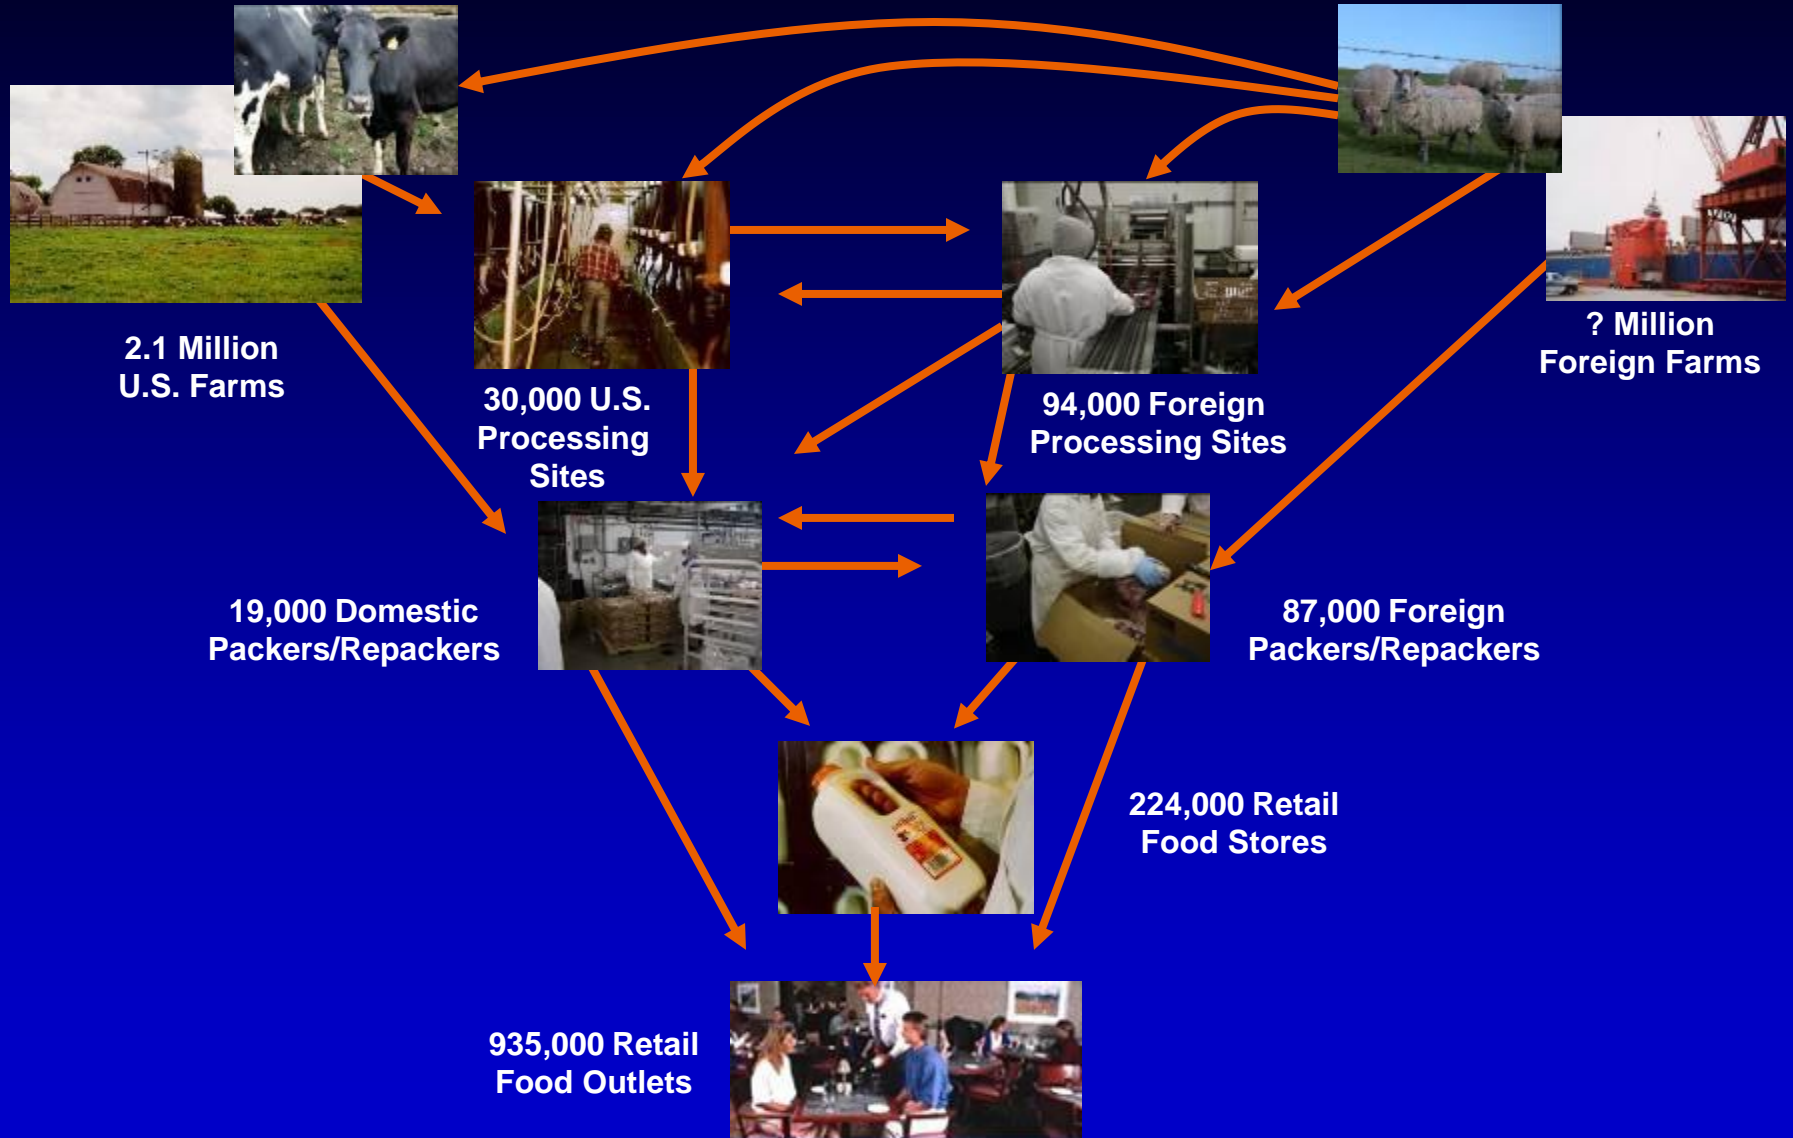 2.1 Million
U.S. Farms
? Million
Foreign Farms
30,000 U.S.
Processing
Sites
94,000 Foreign
Processing Sites
19,000 Domestic
Packers/Repackers
87,000 Foreign
Packers/Repackers
224,000 Retail
Food Stores
935,000 Retail
Food Outlets